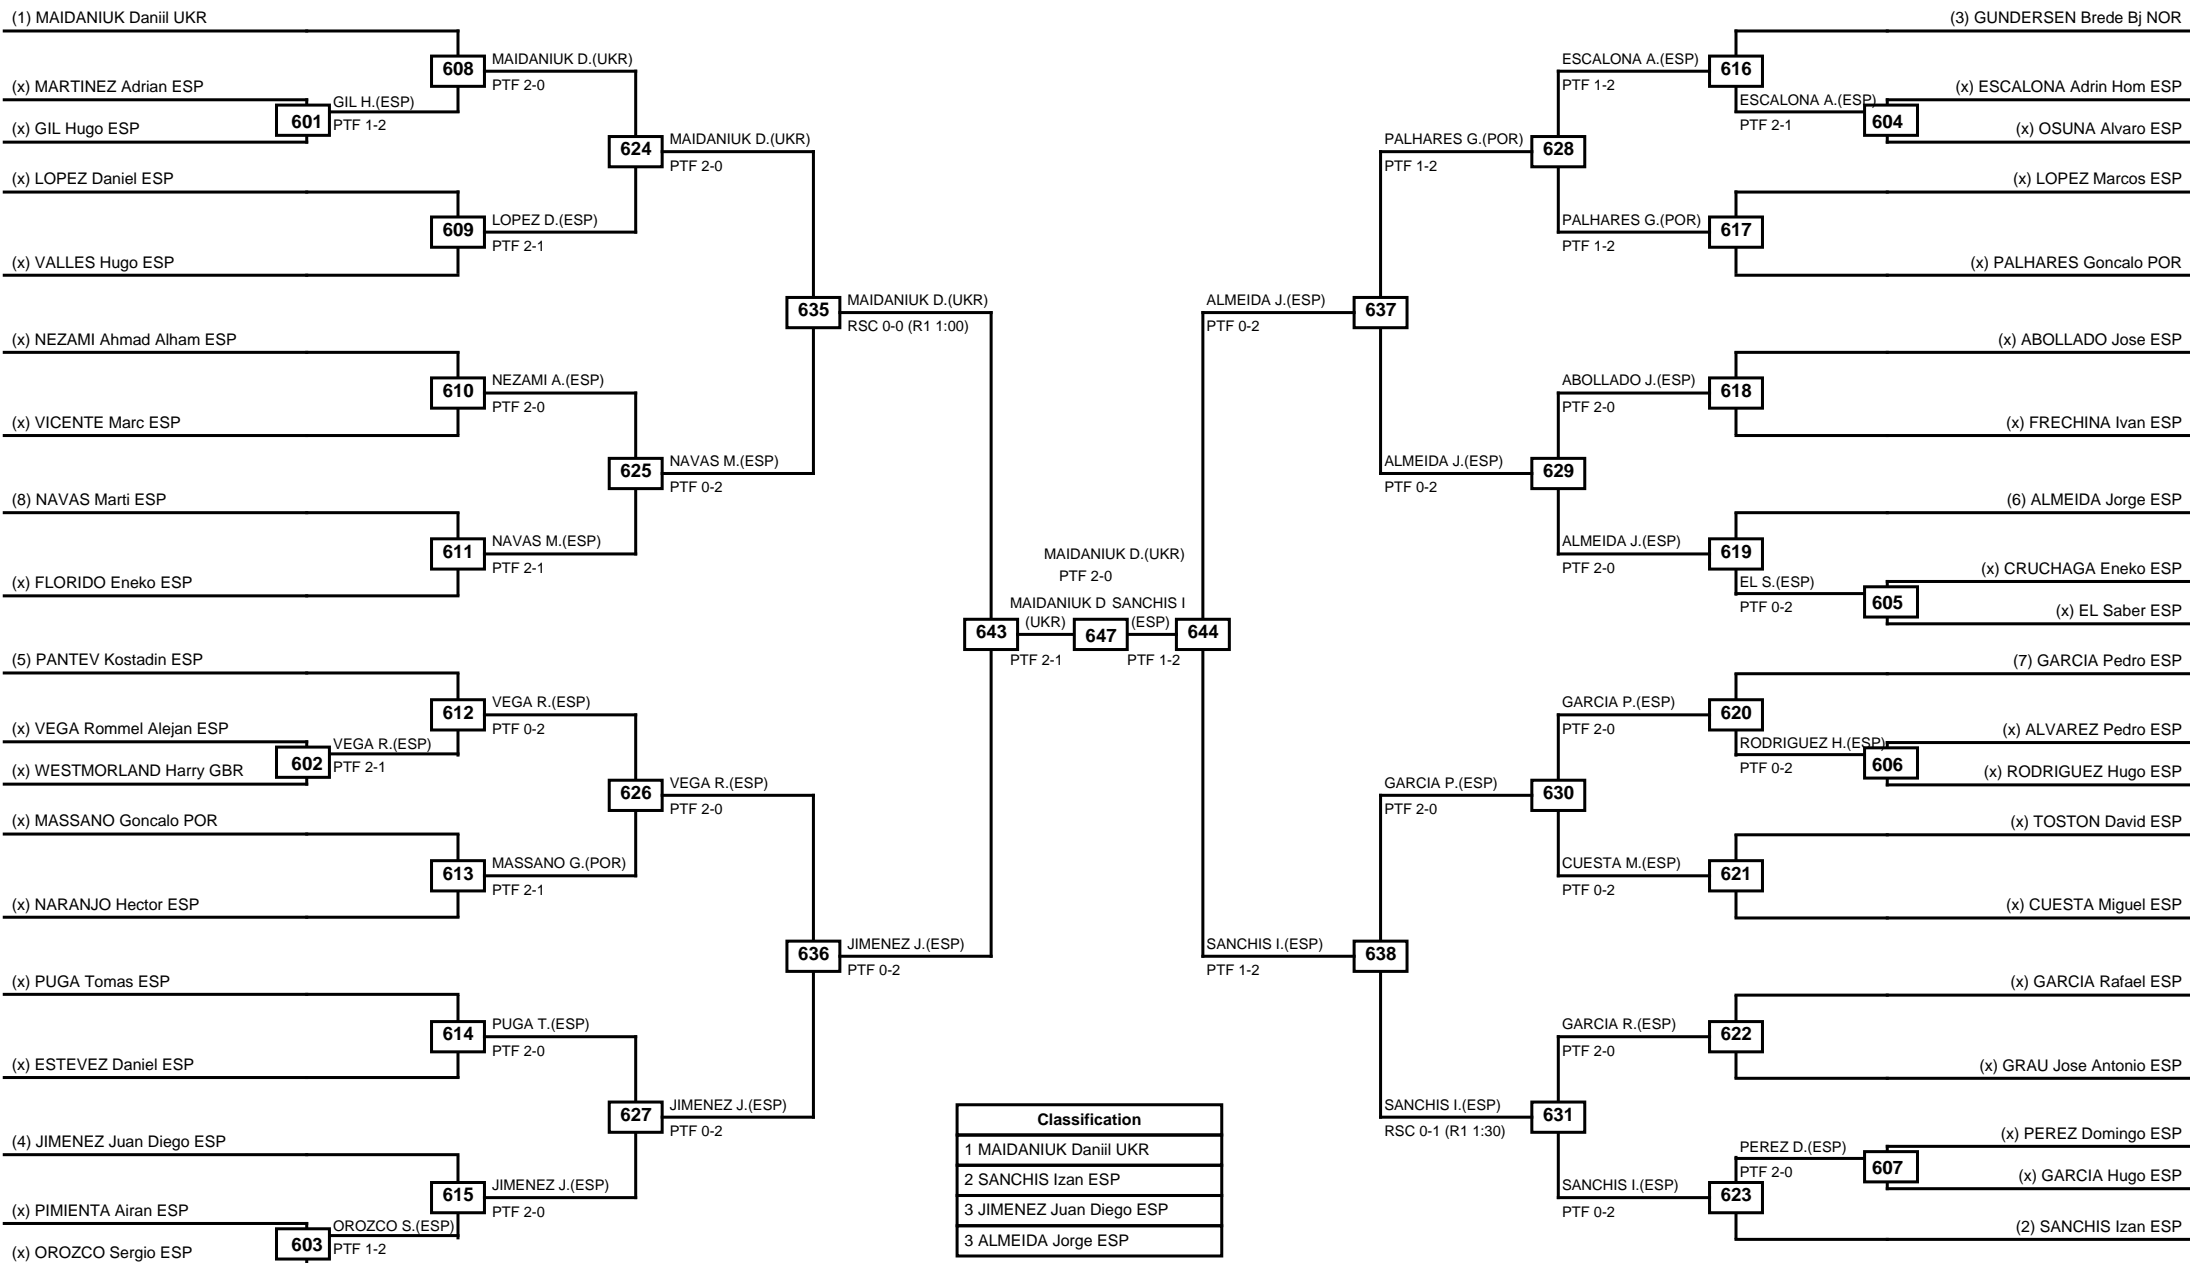 (1) MAIDANIUK Daniil UKR
(x) MARTINEZ Adrian ESP
(x) GIL Hugo ESP
(x) LOPEZ Daniel ESP
(x) VALLES Hugo ESP
(x) NEZAMI Ahmad Alham ESP
(x) VICENTE Marc ESP
(8) NAVAS Marti ESP
(x) FLORIDO Eneko ESP
(5) PANTEV Kostadin ESP
(x) VEGA Rommel Alejan ESP
(x) WESTMORLAND Harry GBR
(x) MASSANO Goncalo POR
(x) NARANJO Hector ESP
(x) PUGA Tomas ESP
(x) ESTEVEZ Daniel ESP
(4) JIMENEZ Juan Diego ESP
(x) PIMIENTA Airan ESP
(x) OROZCO Sergio ESP
601
GIL H.(ESP)
PTF 1-2
602
VEGA R.(ESP)
PTF 2-1
603
OROZCO S.(ESP)
PTF 1-2
608
MAIDANIUK D.(UKR)
PTF 2-0
609
LOPEZ D.(ESP)
PTF 2-1
610
NEZAMI A.(ESP)
PTF 2-0
611
NAVAS M.(ESP)
PTF 2-1
612
VEGA R.(ESP)
PTF 0-2
613
MASSANO G.(POR)
PTF 2-1
614
PUGA T.(ESP)
PTF 2-0
615
JIMENEZ J.(ESP)
PTF 2-0
624
MAIDANIUK D.(UKR)
PTF 2-0
625
NAVAS M.(ESP)
PTF 0-2
626
VEGA R.(ESP)
PTF 2-0
627
JIMENEZ J.(ESP)
PTF 0-2
635
MAIDANIUK D.(UKR)
RSC 0-0 (R1 1:00)
636
JIMENEZ J.(ESP)
PTF 0-2
MAIDANIUK D.(UKR)
PTF 2-0
MAIDANIUK D SANCHIS I
643 (UKR) 647 (ESP) 644
PTF 2-1 PTF 1-2
Classification
1 MAIDANIUK Daniil UKR
2 SANCHIS Izan ESP
3 JIMENEZ Juan Diego ESP
3 ALMEIDA Jorge ESP
ALMEIDA J.(ESP)
PTF 0-2
637
SANCHIS I.(ESP)
PTF 1-2
638
PALHARES G.(POR)
PTF 1-2
628
ALMEIDA J.(ESP)
PTF 0-2
629
GARCIA P.(ESP)
PTF 2-0
630
SANCHIS I.(ESP)
RSC 0-1 (R1 1:30)
631
ESCALONA A.(ESP)
PTF 1-2
616
PALHARES G.(POR)
PTF 1-2
617
ABOLLADO J.(ESP)
PTF 2-0
618
ALMEIDA J.(ESP)
PTF 2-0
619
GARCIA P.(ESP)
PTF 2-0
620
CUESTA M.(ESP)
PTF 0-2
621
GARCIA R.(ESP)
PTF 2-0
622
SANCHIS I.(ESP)
PTF 0-2
623
ESCALONA A.(ESP)
PTF 2-1
604
EL S.(ESP)
PTF 0-2
605
RODRIGUEZ H.(ESP)
PTF 0-2
606
PEREZ D.(ESP)
PTF 2-0
607
(3) GUNDERSEN Brede Bj NOR
(x) ESCALONA Adrin Hom ESP
(x) OSUNA Alvaro ESP
(x) LOPEZ Marcos ESP
(x) PALHARES Goncalo POR
(x) ABOLLADO Jose ESP
(x) FRECHINA Ivan ESP
(6) ALMEIDA Jorge ESP
(x) CRUCHAGA Eneko ESP
(x) EL Saber ESP
(7) GARCIA Pedro ESP
(x) ALVAREZ Pedro ESP
(x) RODRIGUEZ Hugo ESP
(x) TOSTON David ESP
(x) CUESTA Miguel ESP
(x) GARCIA Rafael ESP
(x) GRAU Jose Antonio ESP
(x) PEREZ Domingo ESP
(x) GARCIA Hugo ESP
(2) SANCHIS Izan ESP